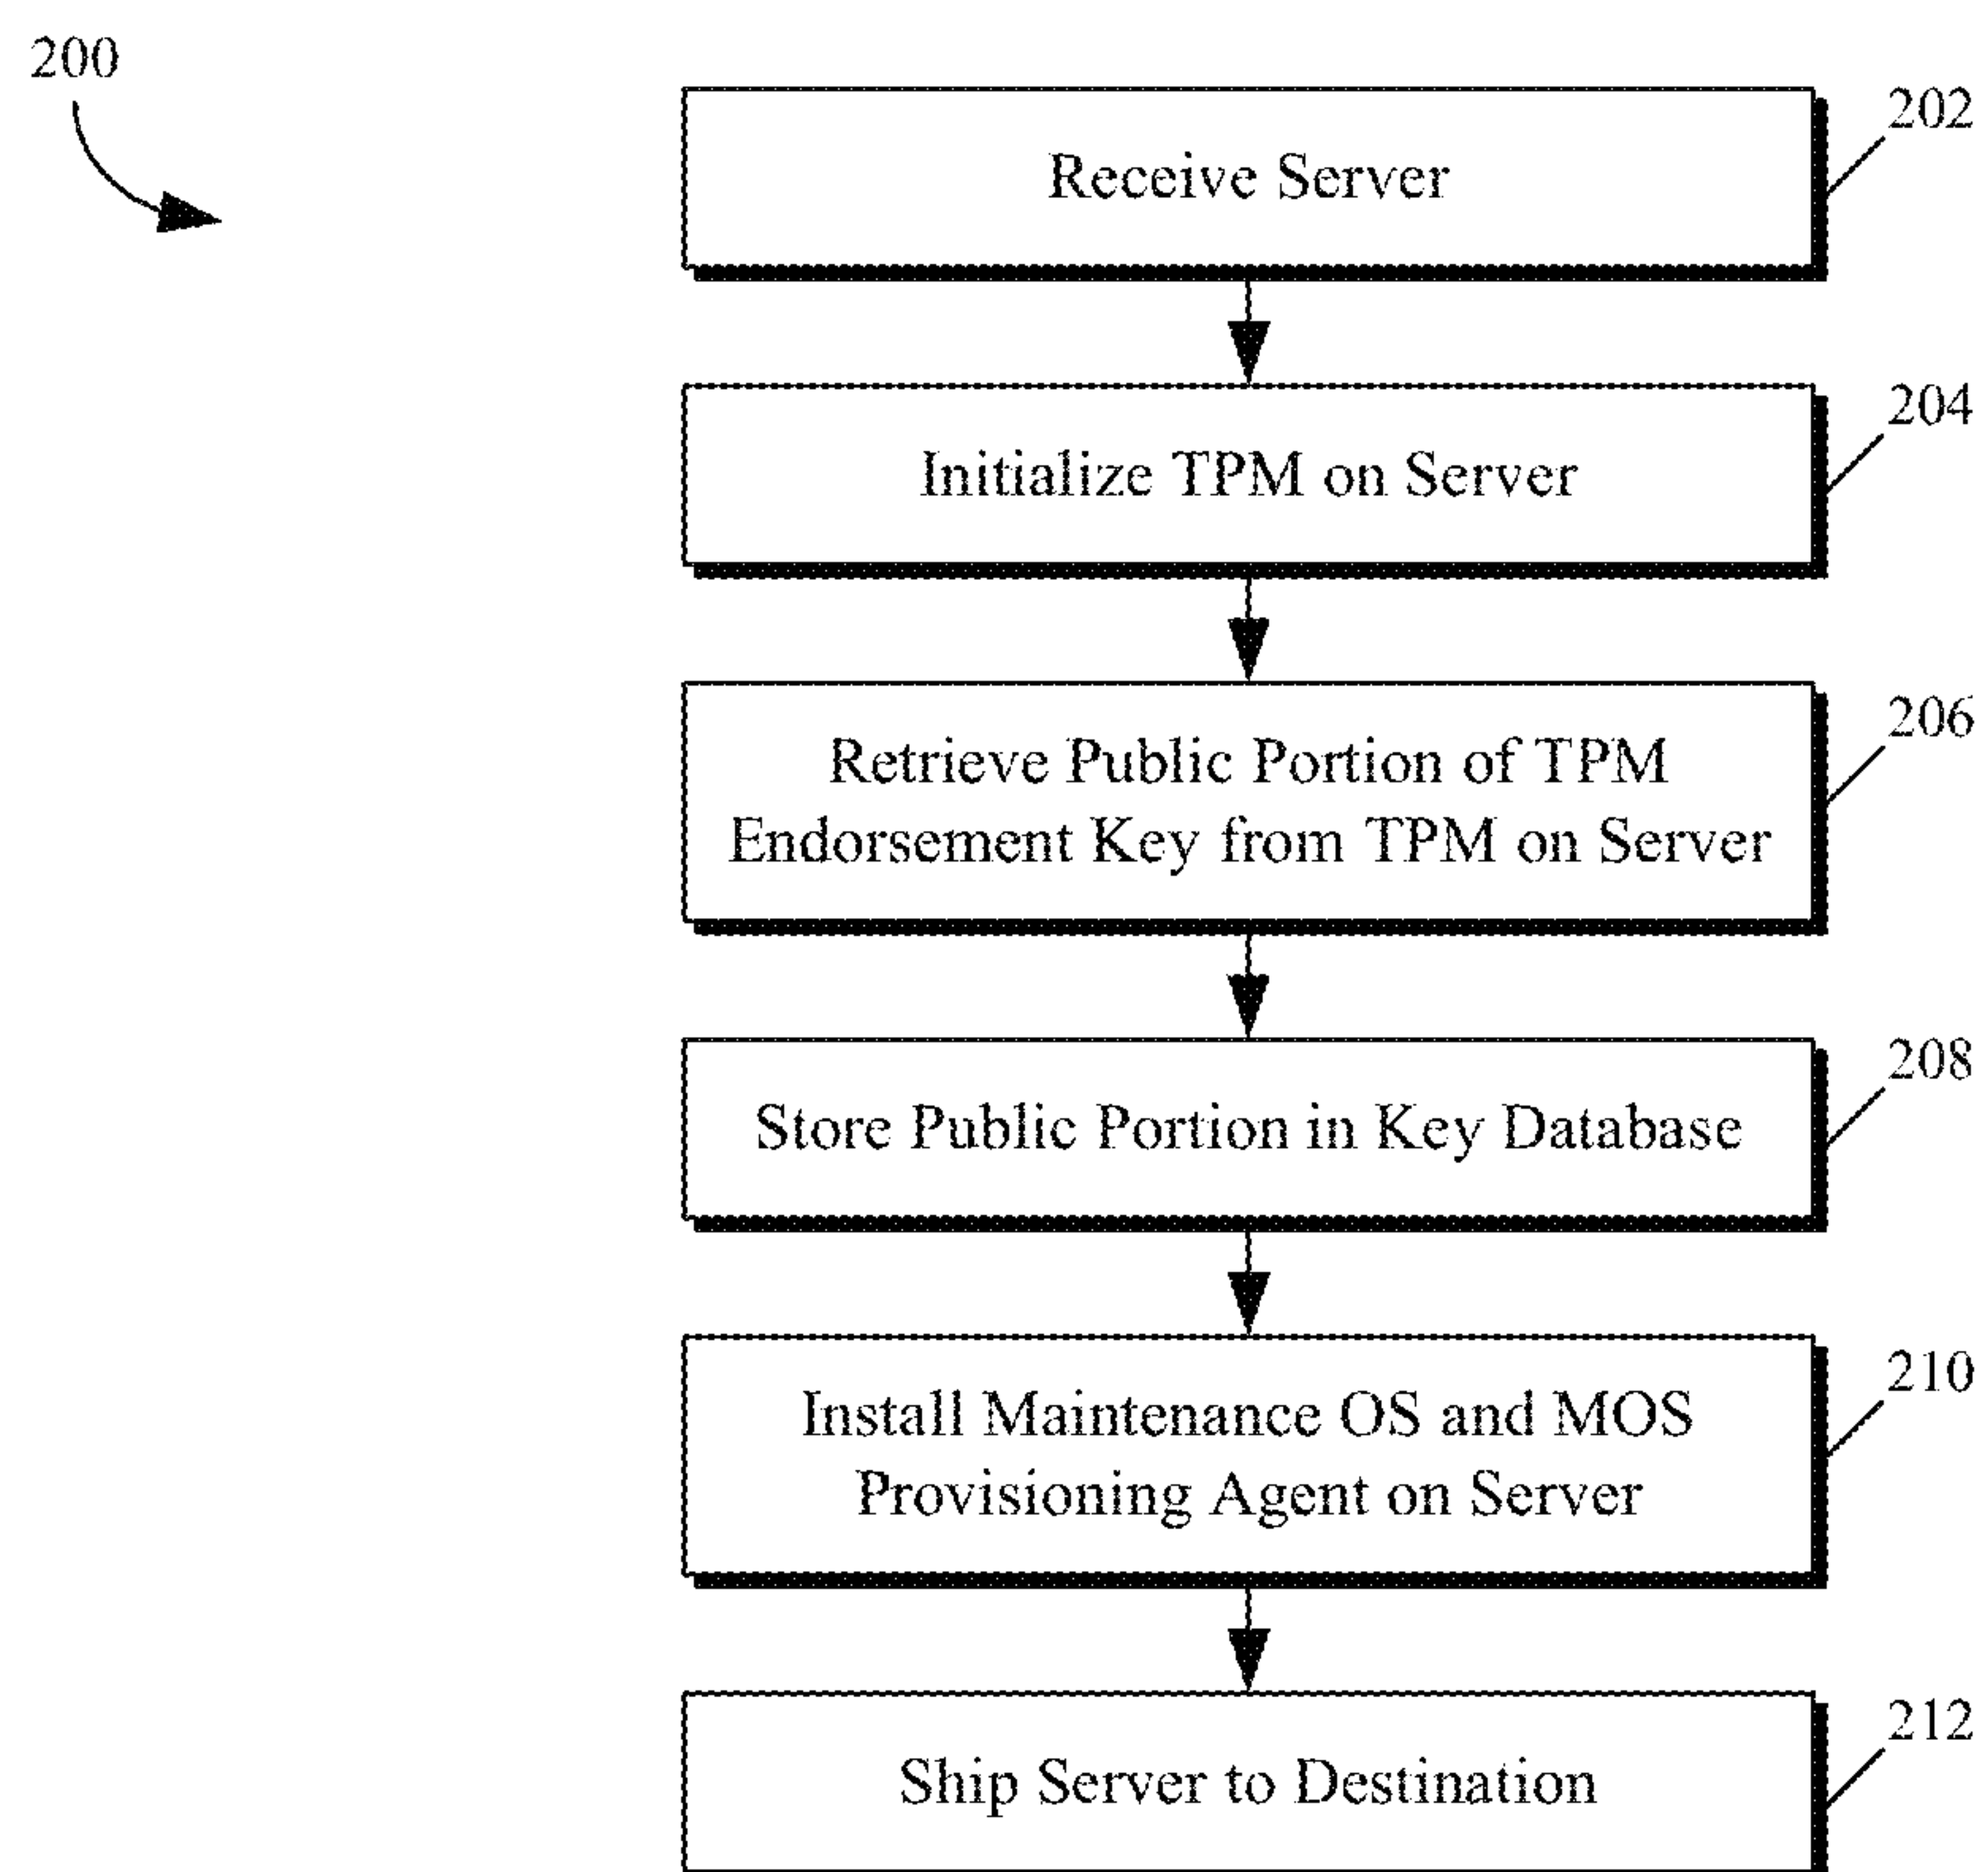 200
202
Receive Server
204
Initialize TPM on Server
206
Retrieve Public Portion of TPM
Endorsement Key from TPM on Server
208
Store Public Portion in Key Database
210
Install Maintenance OS and MOS
Provisioning Agent on Server
212
Ship Server to Destination